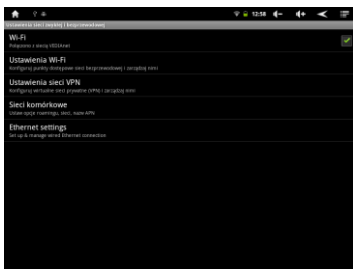 12:58
Ustawienia sieci zwykłej i bezprzewodowej
Wi-Fi
Połączono z siecią VIDIAnet
Ustawienia Wi-Fi
Konfiguruj punkty dostępowe sieci bezprzewodowej i zarządzaj nimi
Ustawienia sieci VPN
Konfiguruj wirtualne sieci prywatne (VPN) i zarządzaj nimi
Sieci komórkowe
Ustaw opcje roamingu, sieci, nazw APN
Ethernet settings
Set up & manage wired Ethernet connection